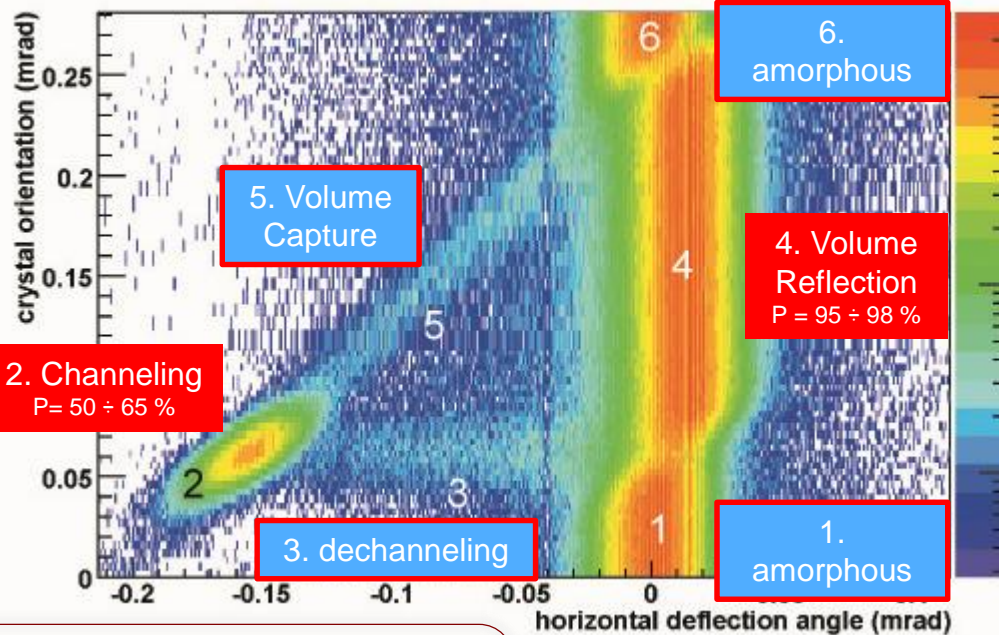 crystal orientation (mrad)
0.25
0.2
0.15
0.05
0
-0.2
-0.15
-0.1
-0.05
0
horizontal deflection angle (mrad)
6
6.
amorphous
5. Volume
Capture
4
4. Volume
Reflection
P = 95 ÷ 98 %
5
2. Channeling
P= 50 ÷ 65 %
2
3
3. dechanneling
1
1.
amorphous